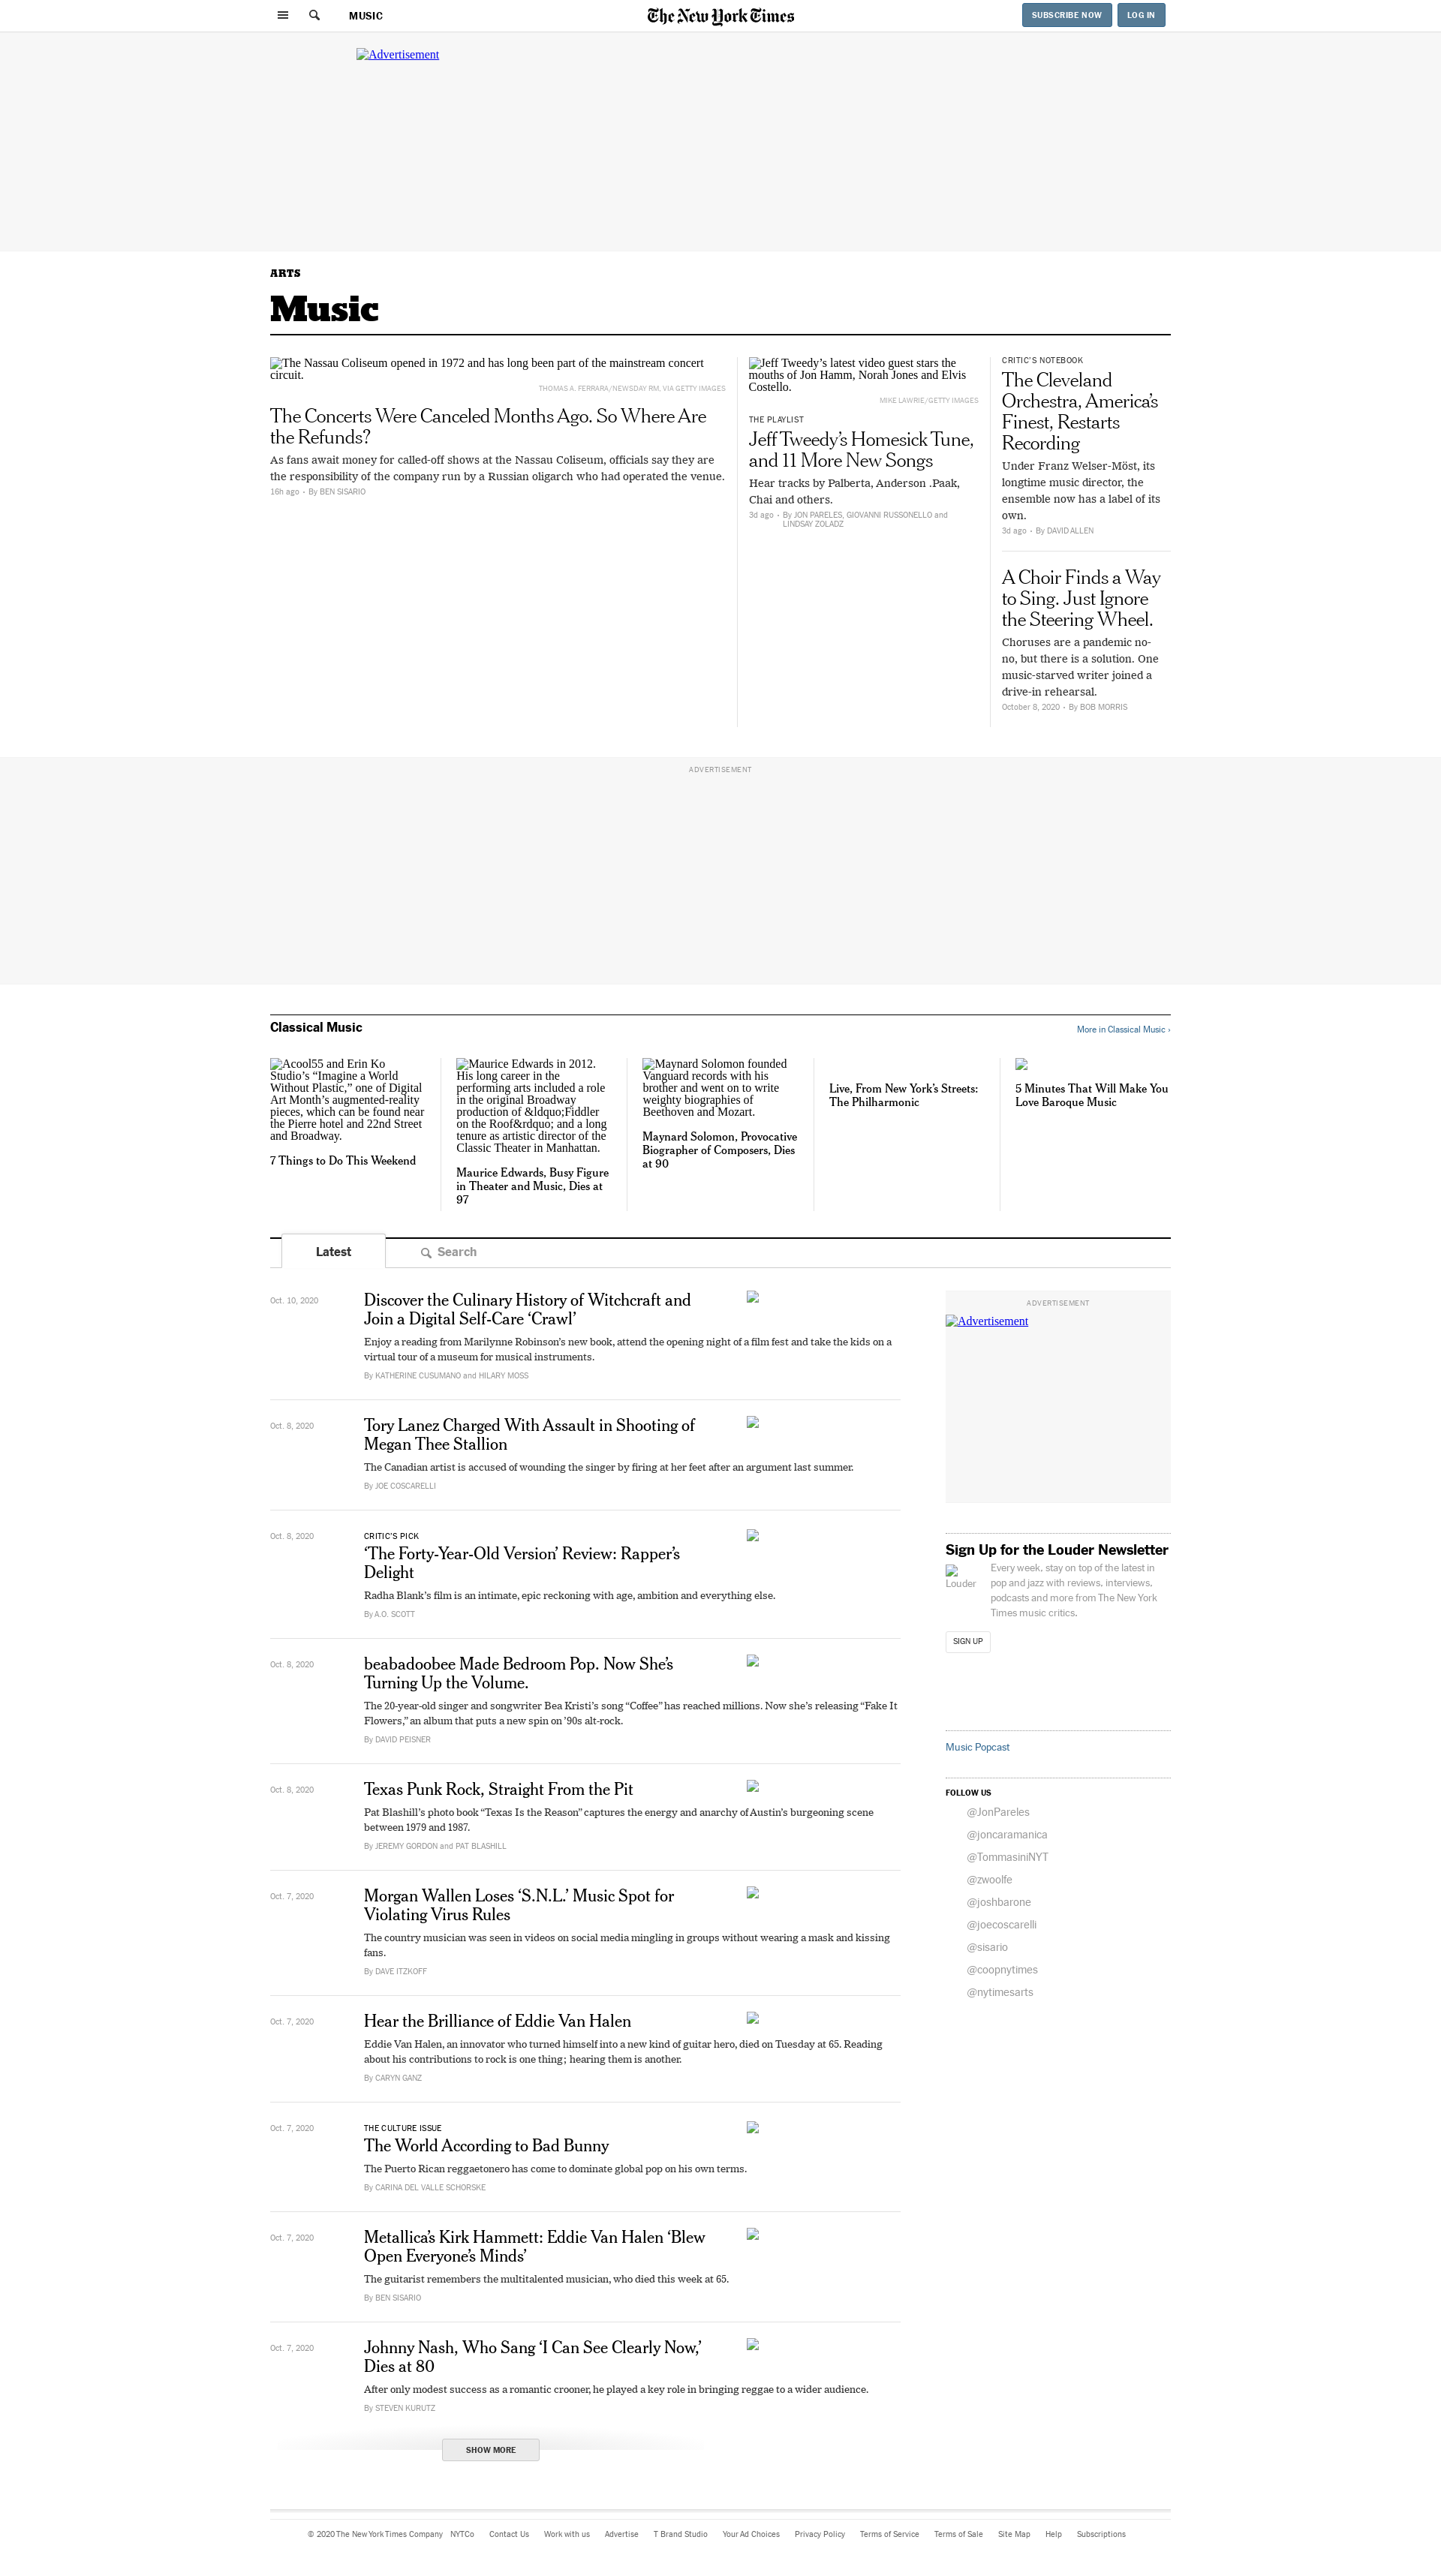 MUSIC
The New York Times
SUBSCRIBE NOW
LOG IN
Advertisement
ARTS
Music
The Nassau Coliseum opened in 1972 and has long been part of the mainstream concert
circuit.
THOMAS A. FERRARA/NEWSDAY RM, VIA GETTY IMAGES
The Concerts Were Canceled Months Ago. So Where Are
the Refunds?
As fans await money for called-off shows at the Nassau Coliseum, officials say they are
the responsibility of the company run by a Russian oligarch who had operated the venue.
16h ago • By BEN SISARIO
Jeff Tweedy’s latest video guest stars the
mouths of Jon Hamm, Norah Jones and Elvis
Costello.
MIKE LAWRIE/GETTY IMAGES
THE PLAYLIST
Jeff Tweedy’s Homesick Tune,
and 11 More New Songs
Hear tracks by Palberta, Anderson .Paak,
Chai and others.
3d ago • By JON PARELES, GIOVANNI RUSSONELLO and
LINDSAY ZOLADZ
CRITIC’S NOTEBOOK
The Cleveland
Orchestra, America’s
Finest, Restarts
Recording
Under Franz Welser-Möst, its
longtime music director, the
ensemble now has a label of its
own.
3d ago • By DAVID ALLEN
A Choir Finds a Way
to Sing. Just Ignore
the Steering Wheel.
Choruses are a pandemic no-
no, but there is a solution. One
music-starved writer joined a
drive-in rehearsal.
October 8, 2020 • By BOB MORRIS
ADVERTISEMENT
Classical Music
More in Classical Music ›
Acool55 and Erin Ko
Studio’s “Imagine a World
Without Plastic,” one of Digital
Art Month’s augmented-reality
pieces, which can be found near
the Pierre hotel and 22nd Street
and Broadway.
7 Things to Do This Weekend
Maurice Edwards in 2012.
His long career in the
performing arts included a role
in the original Broadway
production of &ldquo;Fiddler
on the Roof&rdquo; and a long
tenure as artistic director of the
Classic Theater in Manhattan.
Maurice Edwards, Busy Figure
in Theater and Music, Dies at
97
Maynard Solomon founded
Vanguard records with his
brother and went on to write
weighty biographies of
Beethoven and Mozart.
Maynard Solomon, Provocative
Biographer of Composers, Dies
at 90
Live, From New York’s Streets:
The Philharmonic
5 Minutes That Will Make You
Love Baroque Music
Latest
Search
Oct. 10, 2020
Discover the Culinary History of Witchcraft and
Join a Digital Self-Care ‘Crawl’
Enjoy a reading from Marilynne Robinson’s new book, attend the opening night of a film fest and take the kids on a
virtual tour of a museum for musical instruments.
By KATHERINE CUSUMANO and HILARY MOSS
Oct. 8, 2020
Tory Lanez Charged With Assault in Shooting of
Megan Thee Stallion
The Canadian artist is accused of wounding the singer by firing at her feet after an argument last summer.
By JOE COSCARELLI
Oct. 8, 2020
CRITIC’S PICK
‘The Forty-Year-Old Version’ Review: Rapper’s
Delight
Radha Blank’s film is an intimate, epic reckoning with age, ambition and everything else.
By A.O. SCOTT
Oct. 8, 2020
beabadoobee Made Bedroom Pop. Now She’s
Turning Up the Volume.
The 20-year-old singer and songwriter Bea Kristi’s song “Coffee” has reached millions. Now she’s releasing “Fake It
Flowers,” an album that puts a new spin on ’90s alt-rock.
By DAVID PEISNER
Oct. 8, 2020
Texas Punk Rock, Straight From the Pit
Pat Blashill’s photo book “Texas Is the Reason” captures the energy and anarchy of Austin’s burgeoning scene
between 1979 and 1987.
By JEREMY GORDON and PAT BLASHILL
Oct. 7, 2020
Morgan Wallen Loses ‘S.N.L.’ Music Spot for
Violating Virus Rules
The country musician was seen in videos on social media mingling in groups without wearing a mask and kissing
fans.
By DAVE ITZKOFF
Oct. 7, 2020
Hear the Brilliance of Eddie Van Halen
Eddie Van Halen, an innovator who turned himself into a new kind of guitar hero, died on Tuesday at 65. Reading
about his contributions to rock is one thing; hearing them is another.
By CARYN GANZ
Oct. 7, 2020
THE CULTURE ISSUE
The World According to Bad Bunny
The Puerto Rican reggaetonero has come to dominate global pop on his own terms.
By CARINA DEL VALLE SCHORSKE
Oct. 7, 2020
Metallica’s Kirk Hammett: Eddie Van Halen ‘Blew
Open Everyone’s Minds’
The guitarist remembers the multitalented musician, who died this week at 65.
By BEN SISARIO
Oct. 7, 2020
Johnny Nash, Who Sang ‘I Can See Clearly Now,’
Dies at 80
After only modest success as a romantic crooner, he played a key role in bringing reggae to a wider audience.
By STEVEN KURUTZ
SHOW MORE
ADVERTISEMENT
Advertisement
Sign Up for the Louder Newsletter
Louder
Every week, stay on top of the latest in
pop and jazz with reviews, interviews,
podcasts and more from The New York
Times music critics.
SIGN UP
Music Popcast
FOLLOW US
@JonPareles
@joncaramanica
@TommasiniNYT
@zwoolfe
@joshbarone
@joecoscarelli
@sisario
@coopnytimes
@nytimesarts
© 2020 The New York Times Company NYTCo Contact Us Work with us Advertise T Brand Studio Your Ad Choices Privacy Policy Terms of Service Terms of Sale Site Map Help Subscriptions